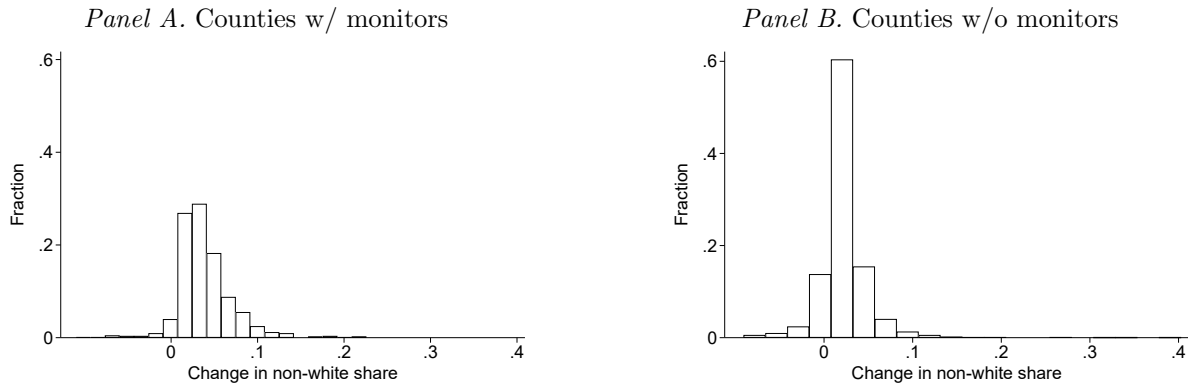 Panel A. Counties w/ monitors
.6
.4
.2
0
Fraction
0 .1 .2 .3 .4
Change in non-white share
Panel B. Counties w/o monitors
.6
.4
.2
0
Fraction
0 .1 .2 .3 .4
Change in non-white share